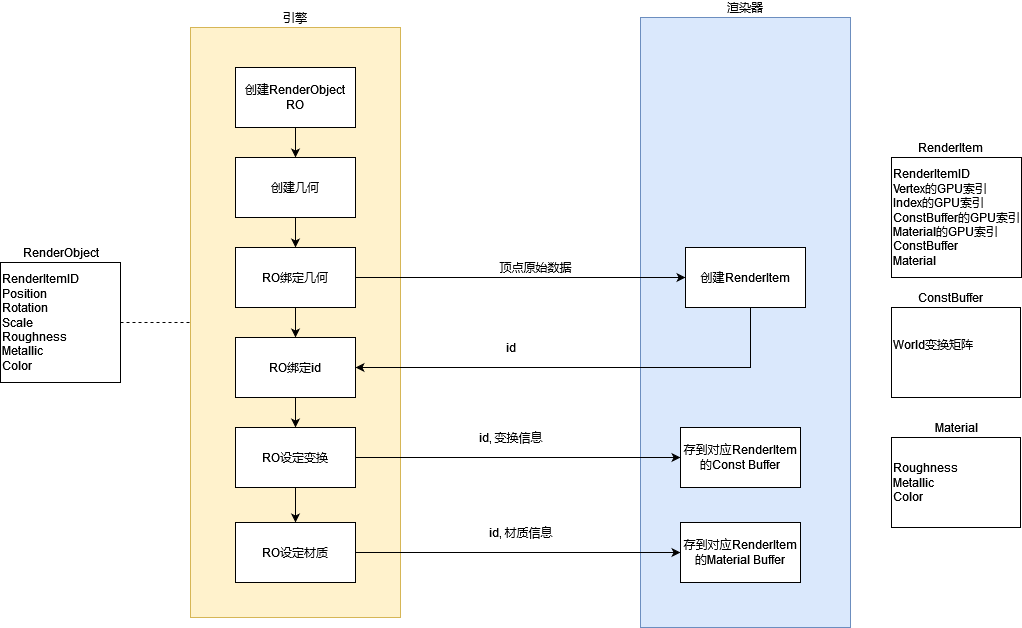 引擎
渲染器
创建RenderObject
RO
创建几何
RO绑定几何
顶点原始数据
创建RenderItem
RO绑定id
id
RO设定变换
id, 变换信息
存到对应RenderItem
的Const Buffer
RO设定材质
id, 材质信息
存到对应RenderItem
的Material Buffer
RenderObject
RenderItemID
Position
Rotation
Scale
Roughness
Metallic
Color
RenderItem
RenderItemID
Vertex的GPU索引
Index的GPU索引
ConstBuffer的GPU索引
Material的GPU索引
ConstBuffer
Material
ConstBuffer
World变换矩阵
Material
Roughness
Metallic
Color